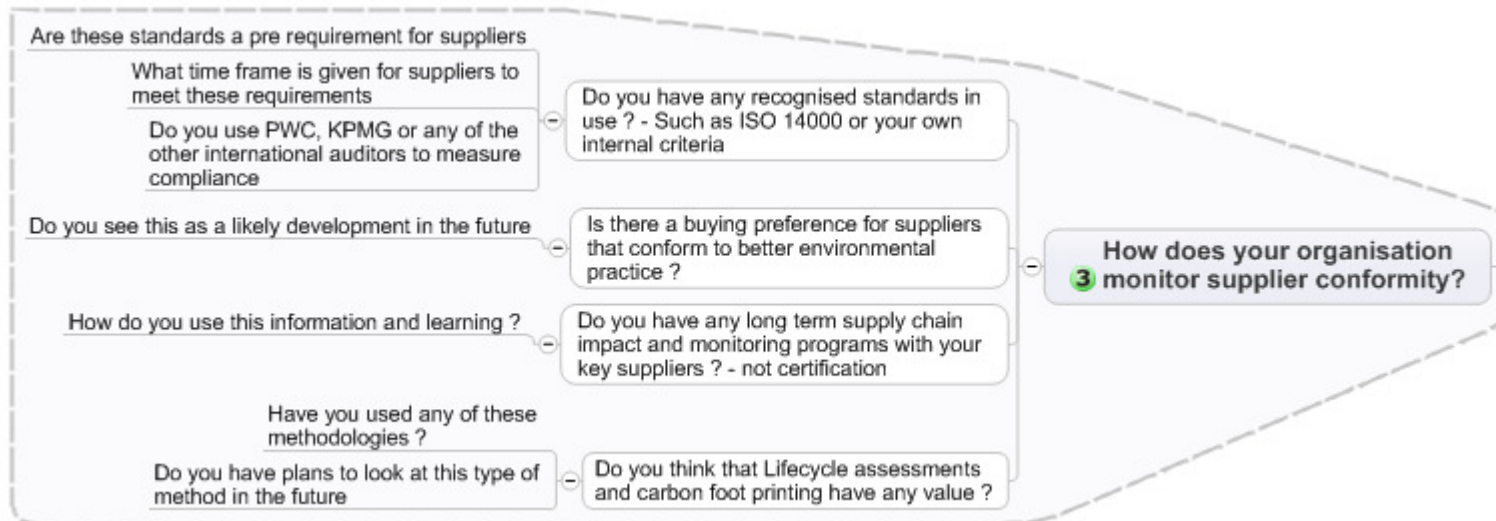 Are these standards a pre requirement for suppliers
What time frame is given for suppliers to
meet these requirements
Do you use PWC, KPMG or any of the
other international auditors to measure
compliance
Do you have any recognised standards in
use ? - Such as ISO 14000 or your own
internal criteria
Do you see this as a likely development in the future
Is there a buying preference for suppliers
that conform to better environmental
practice ?
How do you use this information and learning ?
Do you have any long term supply chain
impact and monitoring programs with your
key suppliers ? - not certification
Have you used any of these
methodologies ?
Do you have plans to look at this type of
method in the future
Do you think that Lifecycle assessments
and carbon foot printing have any value ?
How does your organisation
3 monitor supplier conformity?